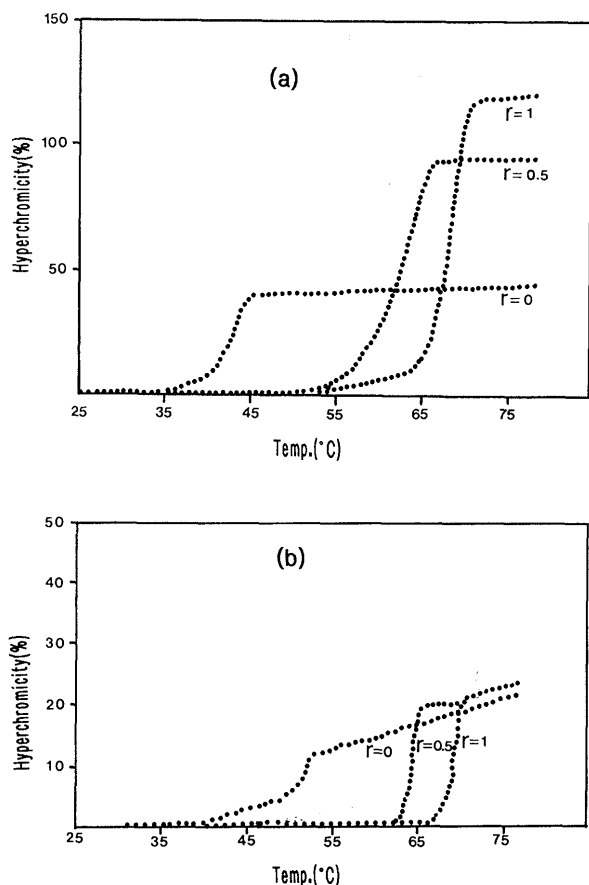 150
(a)
r=1
100
r=0.5
Hyperchromicity(%)
50
r=0
25 35 45 55 65 75
Temp.(°C)
50
(b)
40
30
Hyperchromicity(%)
20
r=0 r=0.5 r=1
10
25 35 45 55 65 75
Temp.(°C)